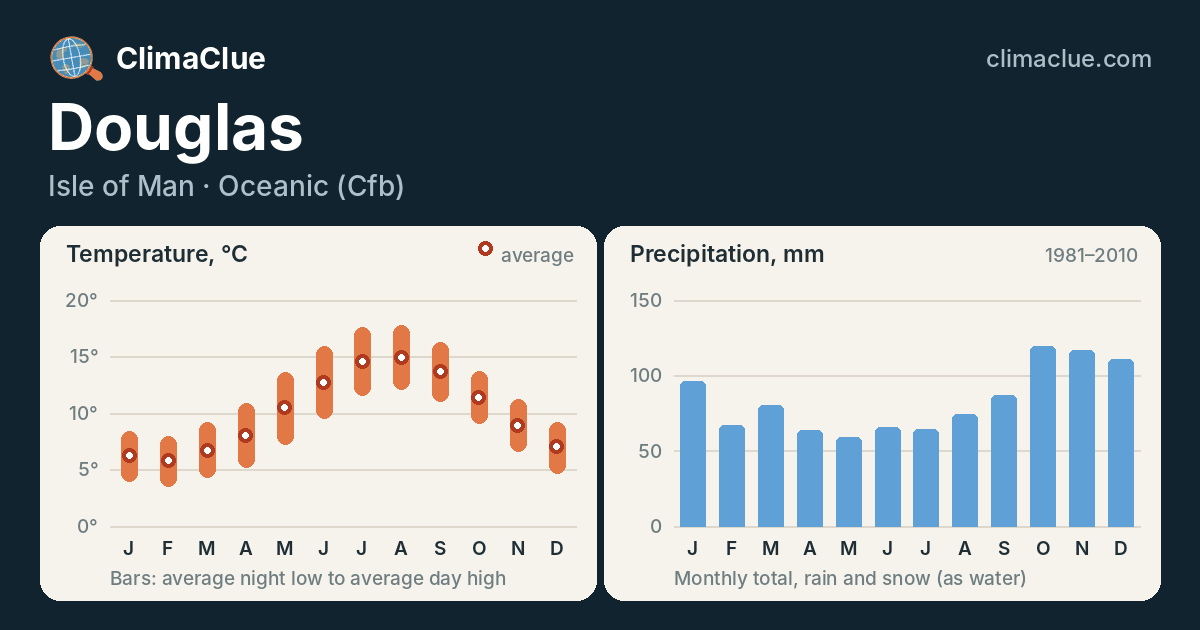 ClimaClue
climaclue.com
Douglas
Isle of Man · Oceanic (Cfb)
Temperature, °C
average
20°
15°
10°
5°
0°
J F M A M J J A S O N D
Bars: average night low to average day high
Precipitation, mm
1981–2010
150
100
50
0
J F M A M J J A S O N D
Monthly total, rain and snow (as water)